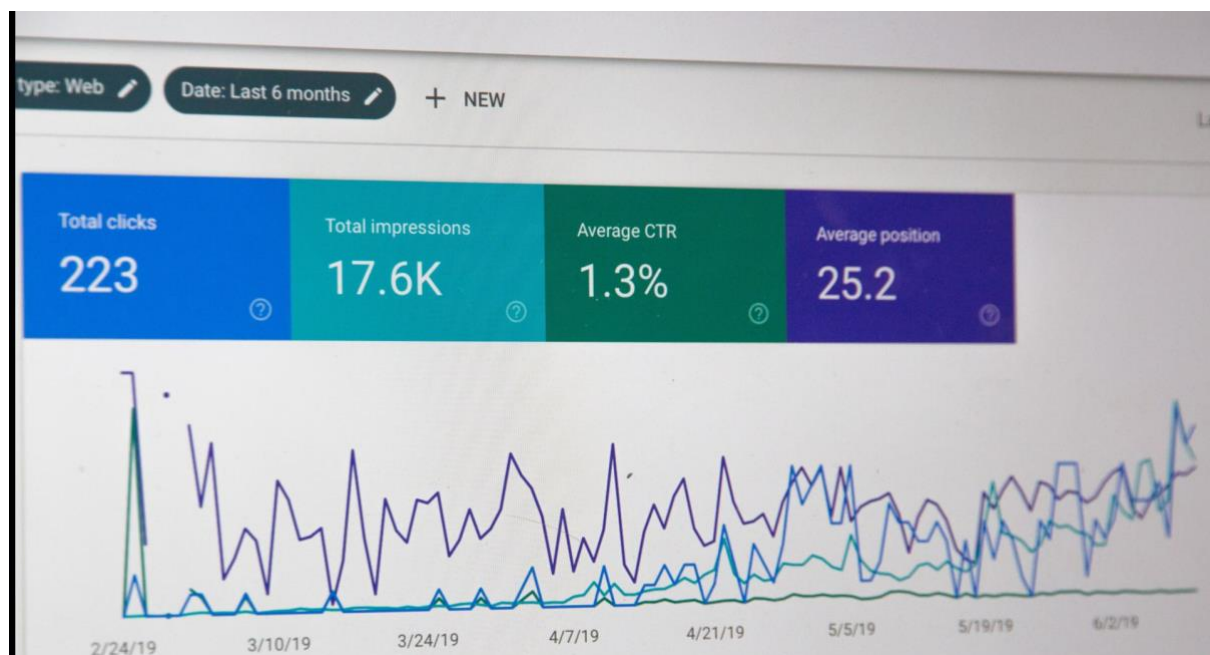 type: Web
Date: Last 6 months
+ NEW
Total clicks
223
Total impressions
17.6K
Average CTR
1.3%
Average position
25.2
2/24/19
3/10/19
3/24/19
4/7/19
4/21/19
5/5/19
5/19/19
6/2/19